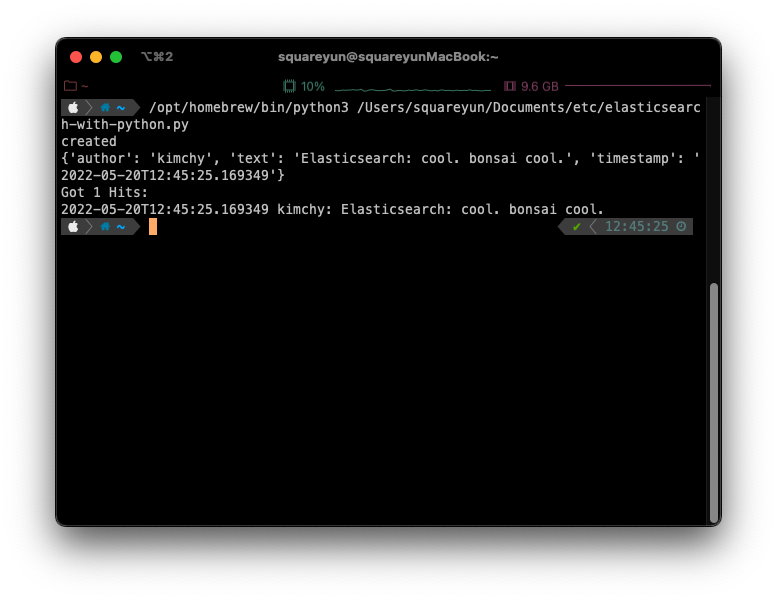 ⌥⌘2
squareyun@squareyunMacBook:~
~
10%
9.6 GB
~ /opt/homebrew/bin/python3 /Users/squareyun/Documents/etc/elasticsearc
h-with-python.py
created
{'author': 'kimchy', 'text': 'Elasticsearch: cool. bonsai cool.', 'timestamp': '
2022-05-20T12:45:25.169349'}
Got 1 Hits:
2022-05-20T12:45:25.169349 kimchy: Elasticsearch: cool. bonsai cool.
~ ✔ 12:45:25